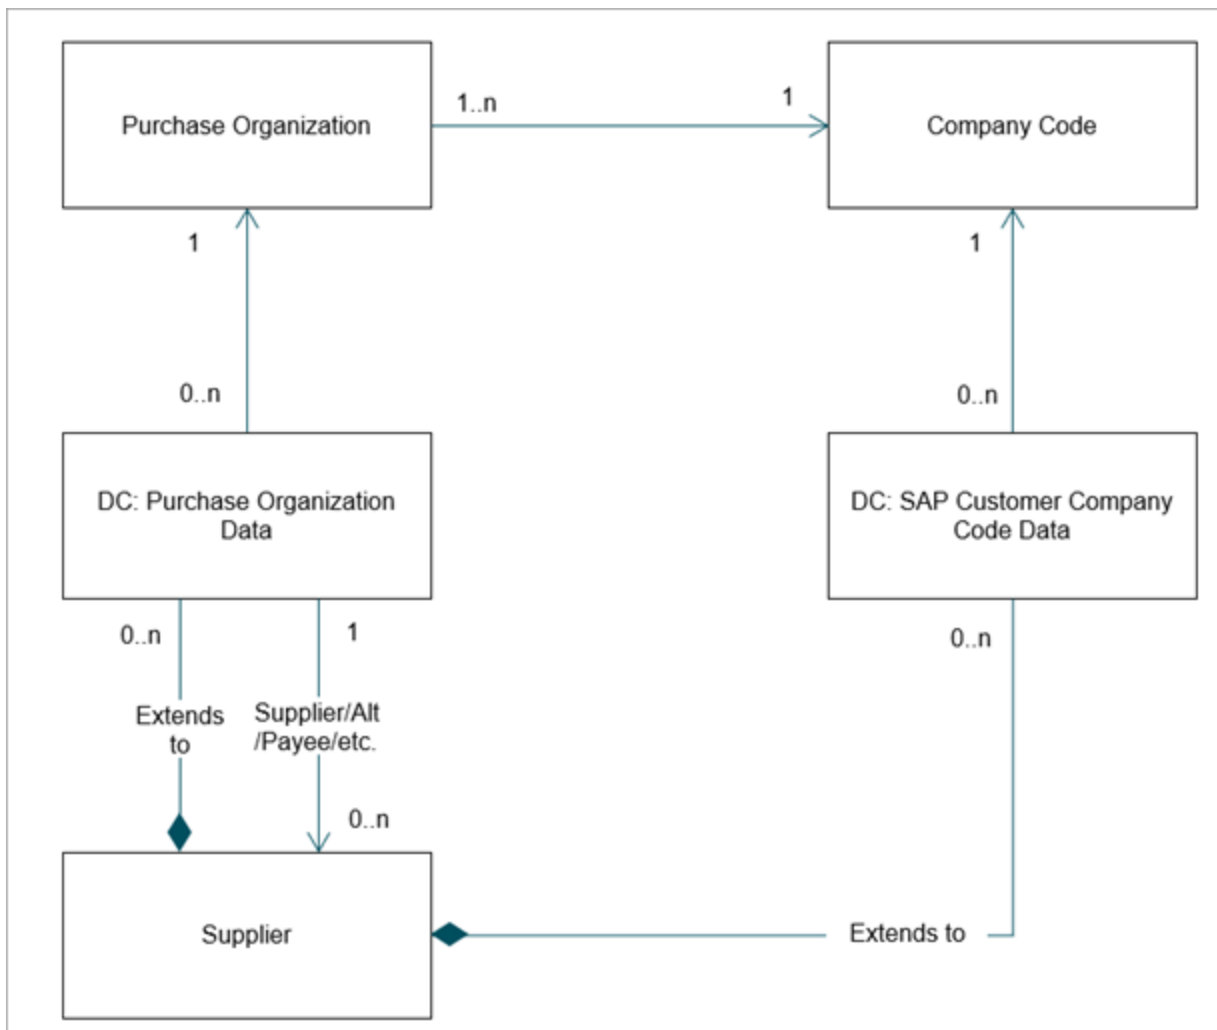 Purchase Organization
1..n
1
Company Code
1
1
0..n
0..n
DC: Purchase Organization
Data
DC: SAP Customer Company
Code Data
0..n
1
0..n
Extends
to
Supplier/Alt
/Payee/etc.
0..n
Supplier
Extends to